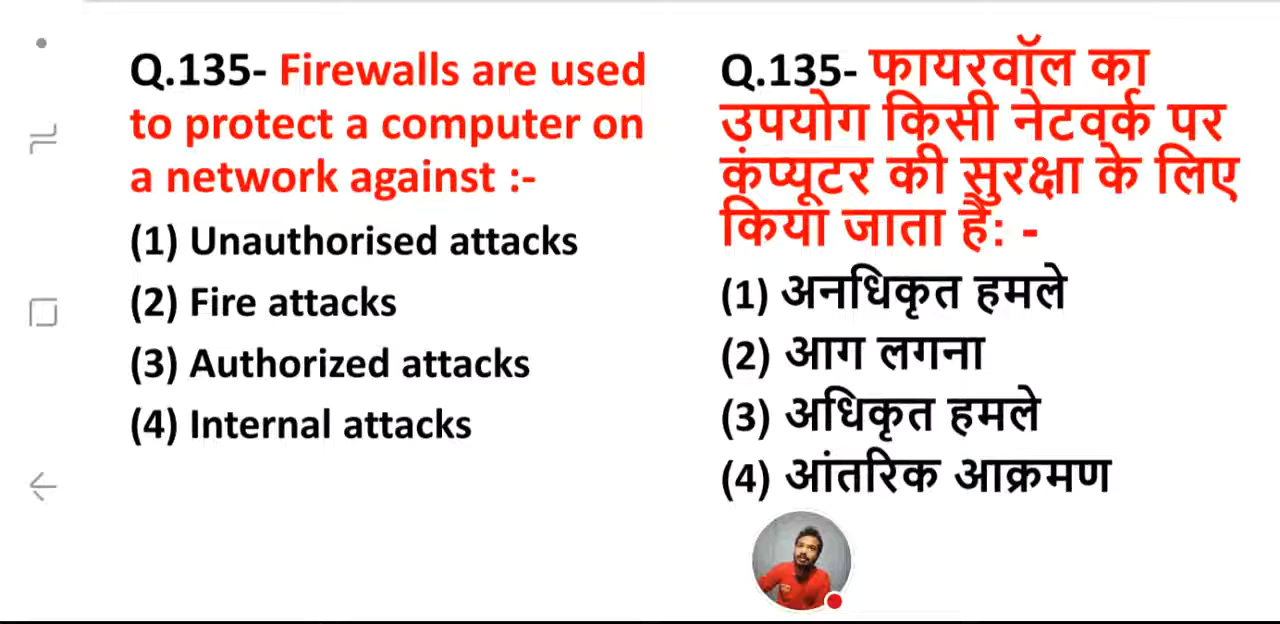 Q.135- Firewalls are used
to protect a computer on
a network against :-
(1) Unauthorised attacks
(2) Fire attacks
(3) Authorized attacks
(4) Internal attacks
Q.135- फायरवॉल का
उपयोग किसी नेटवर्क पर
कंप्यूटर की सुरक्षा के लिए
किया जाता है: -
(1) अनधिकृत हमले
(2) आग लगना
(3) अधिकृत हमले
(4) आंतरिक आक्रमण